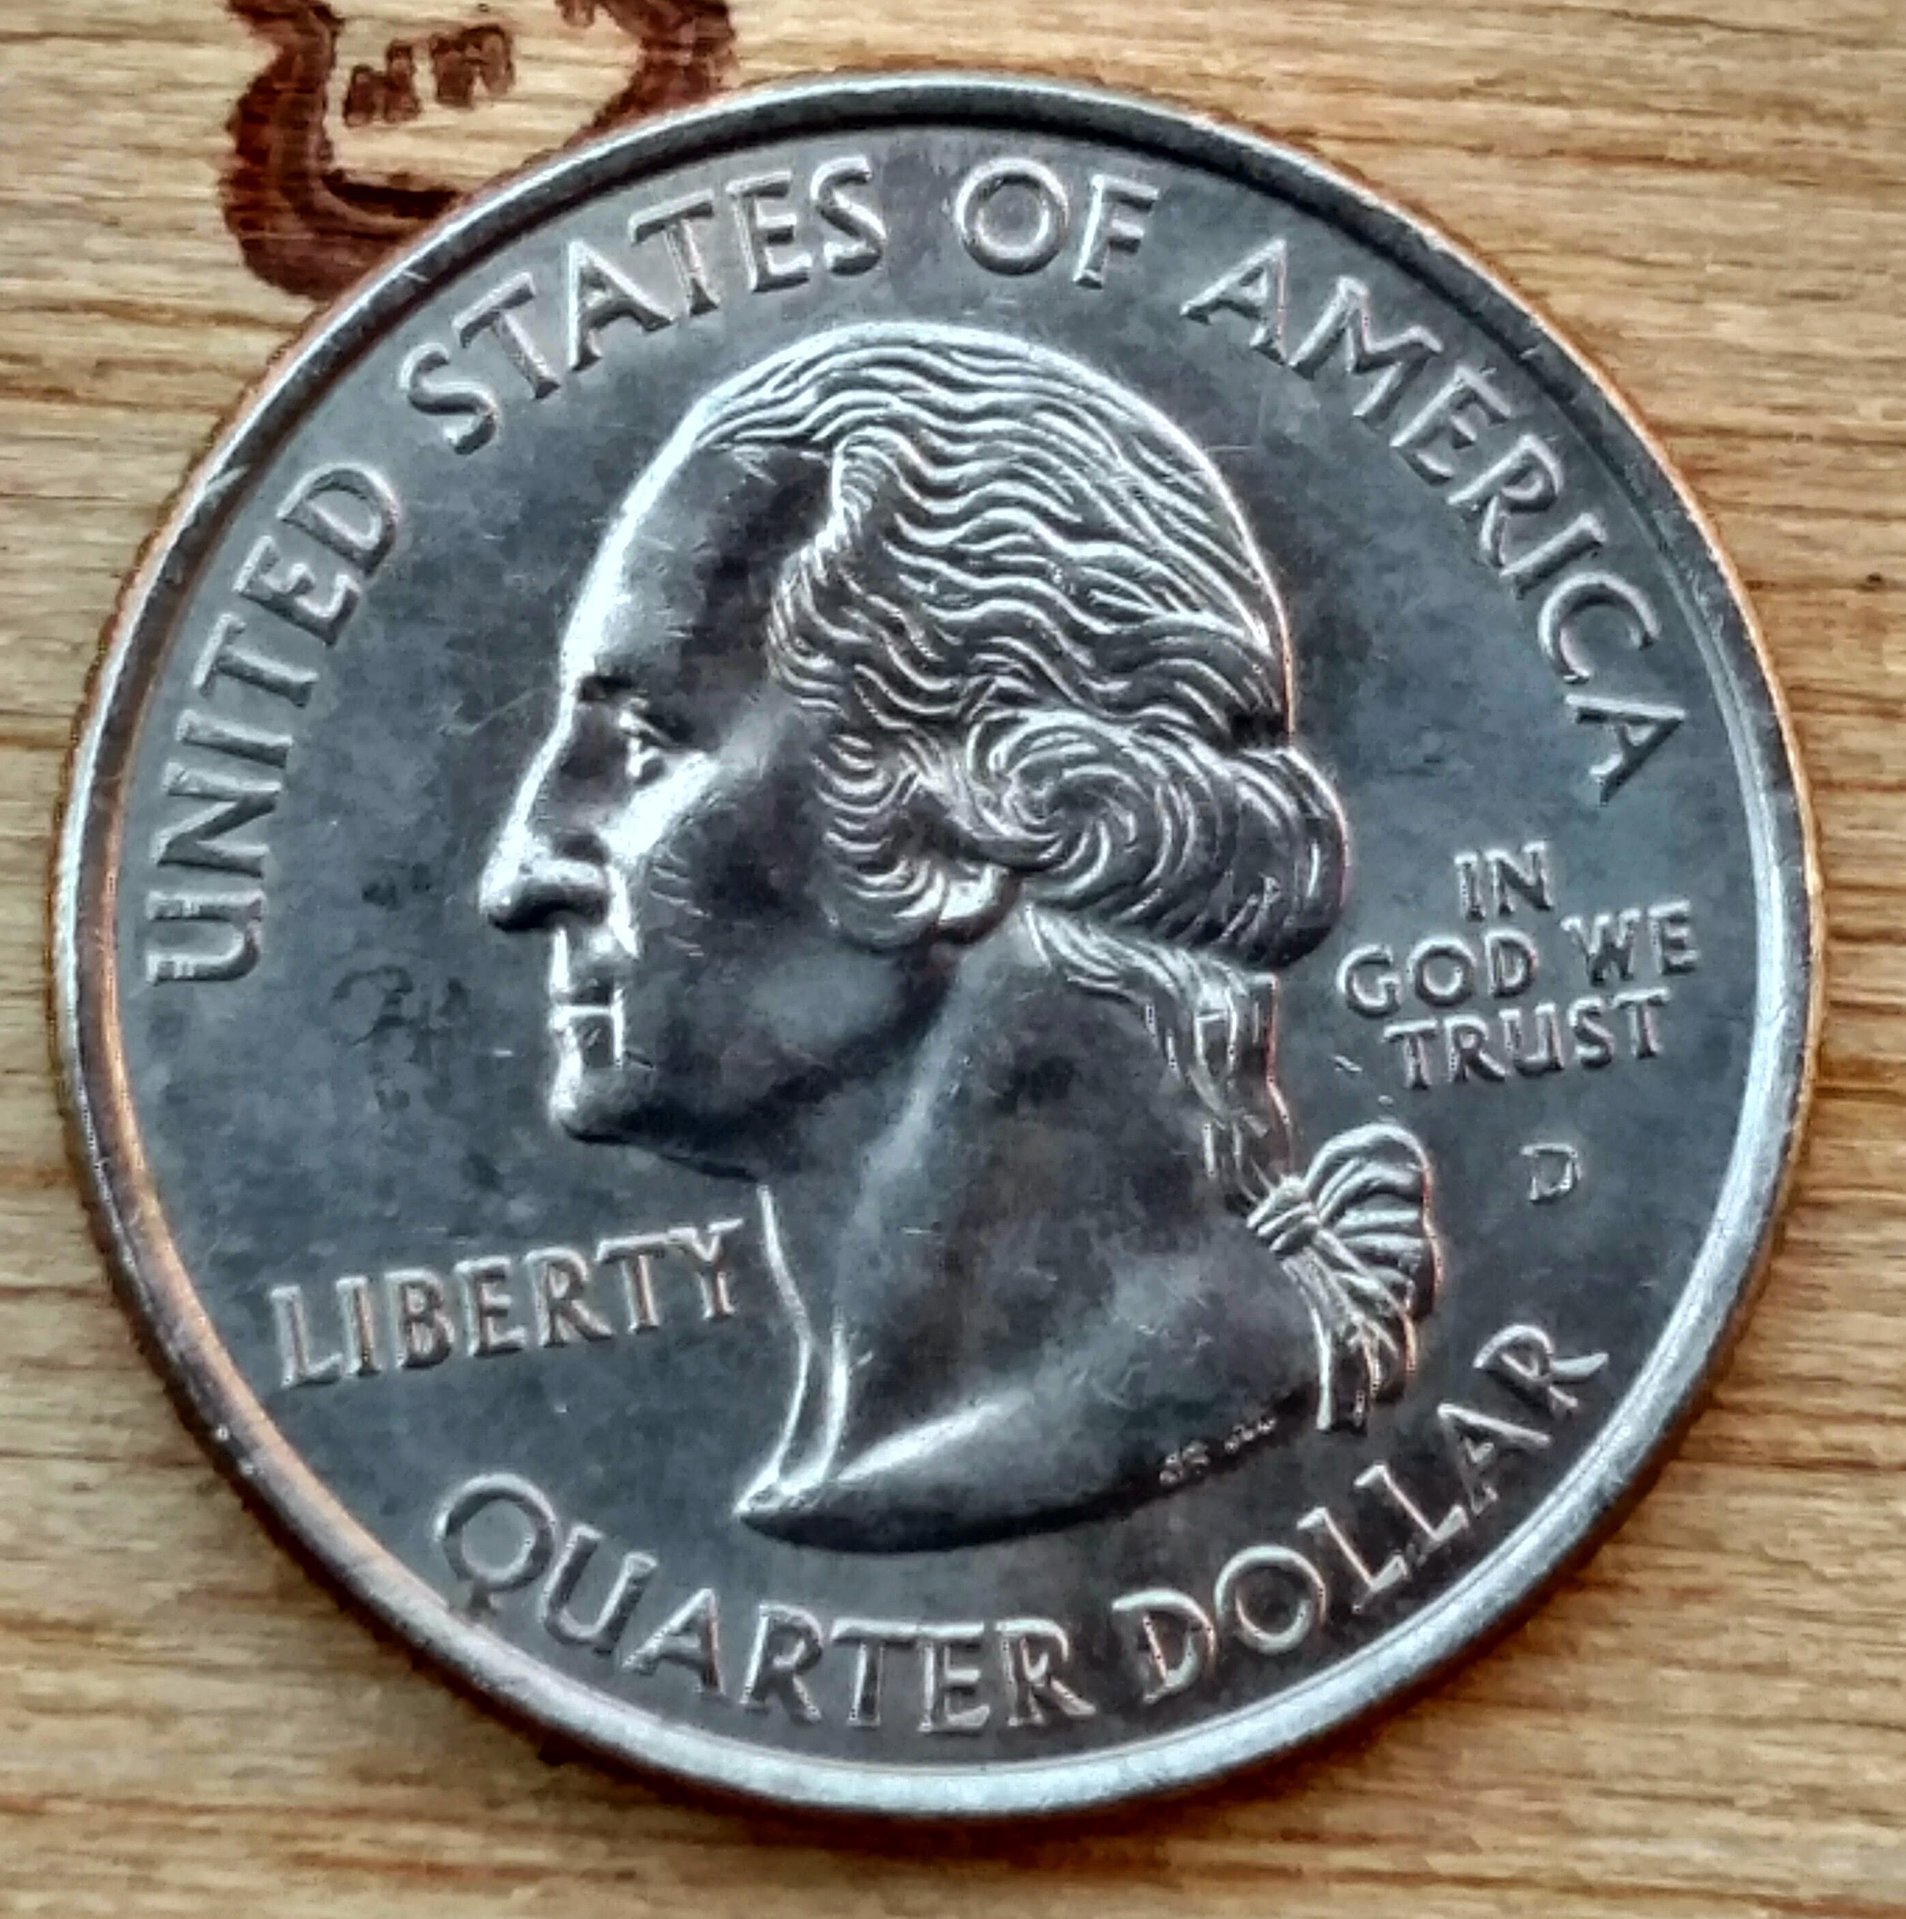 UNITED STATES OF AMERICA
IN
GOD WE
TRUST
D
LIBERTY
QUARTER DOLLAR